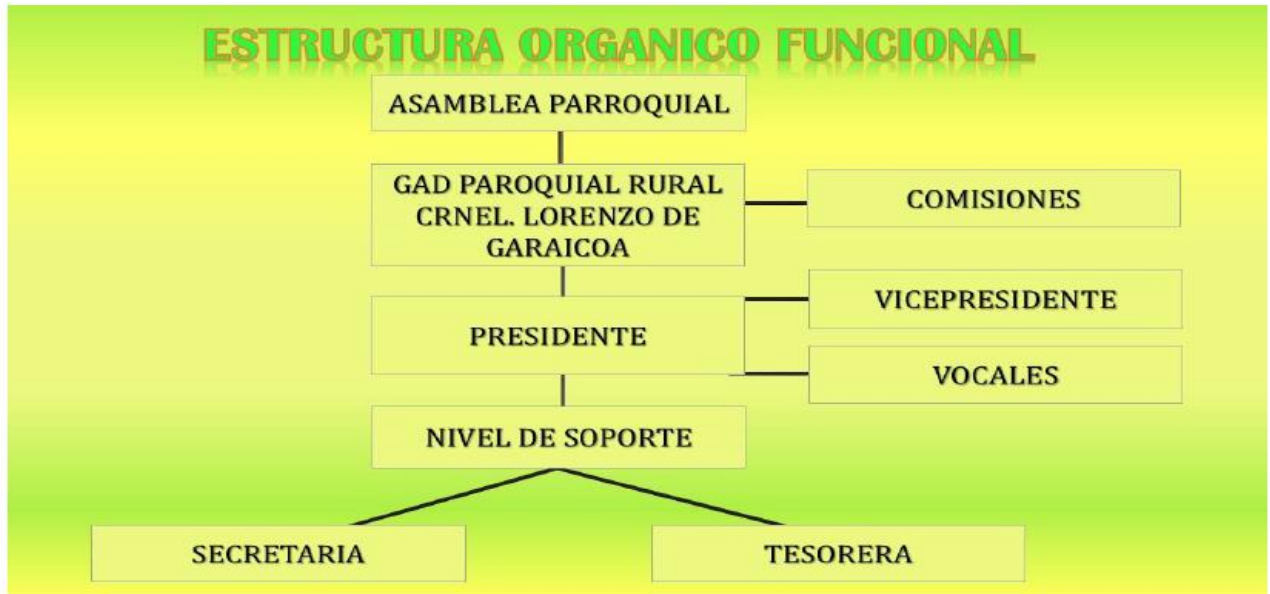 ESTRUCTURA ORGANICO FUNCIONAL
ASAMBLEA PARROQUIAL
GAD PAROQUIAL RURAL
CRNEL. LORENZO DE
GARAICOA
COMISIONES
VICEPRESIDENTE
PRESIDENTE
VOCALES
NIVEL DE SOPORTE
SECRETARIA
TESORERA